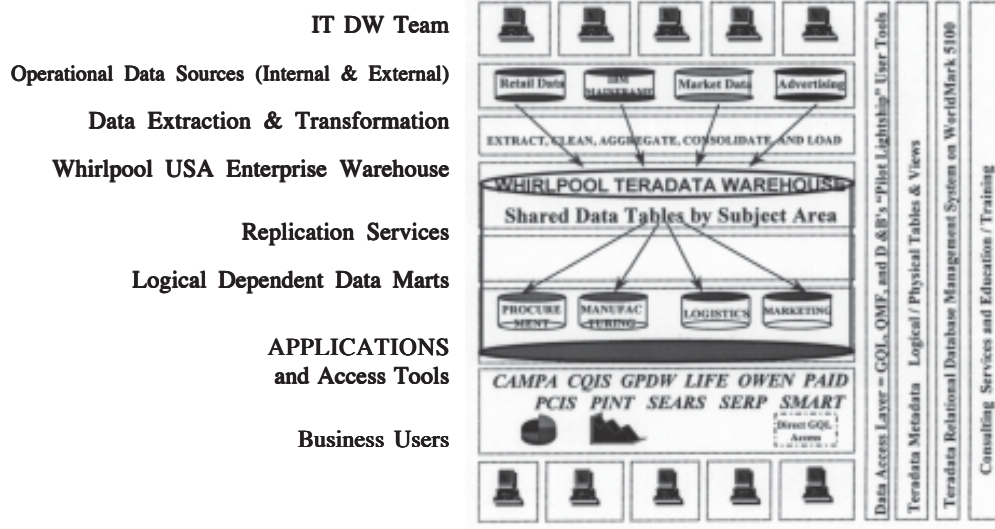 IT DW Team
Operational Data Sources (Internal & External)
Data Extraction & Transformation
Whirlpool USA Enterprise Warehouse
Replication Services
Logical Dependent Data Marts
APPLICATIONS
and Access Tools
Business Users
Retail Data
IBM
MAINFRAME
Market Data
Advertising
EXTRACT, CLEAN, AGGREGATE, CONSOLIDATE, AND LOAD
WHIRLPOOL TERADATA WAREHOUSE
Shared Data Tables by Subject Area
PROCURE
MENT
MANUFAC
TURING
LOGISTICS
MARKETING
CAMPA CQIS GPDW LIFE OWEN PAID
PCIS PINT SEARS SERP SMART
Direct GQL
Access
Data Access Layer = GQL, QMF, and D &B's "Pilot Lightship" User Tools
Teradata Metadata Logical / Physical Tables & Views
Teradata Relational Database Management System on WorldMark 5100
Consulting Services and Education / Training